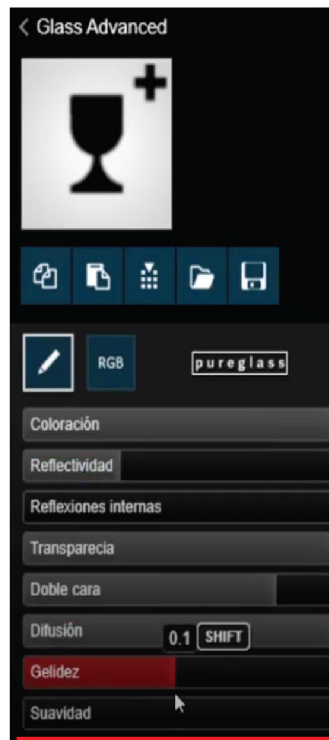 < Glass Advanced
RGB
pureglass
Coloración
Reflectividad
Reflexiones internas
Transparecia
Doble cara
Difusión
0.1 SHIFT
Gelidez
Suavidad